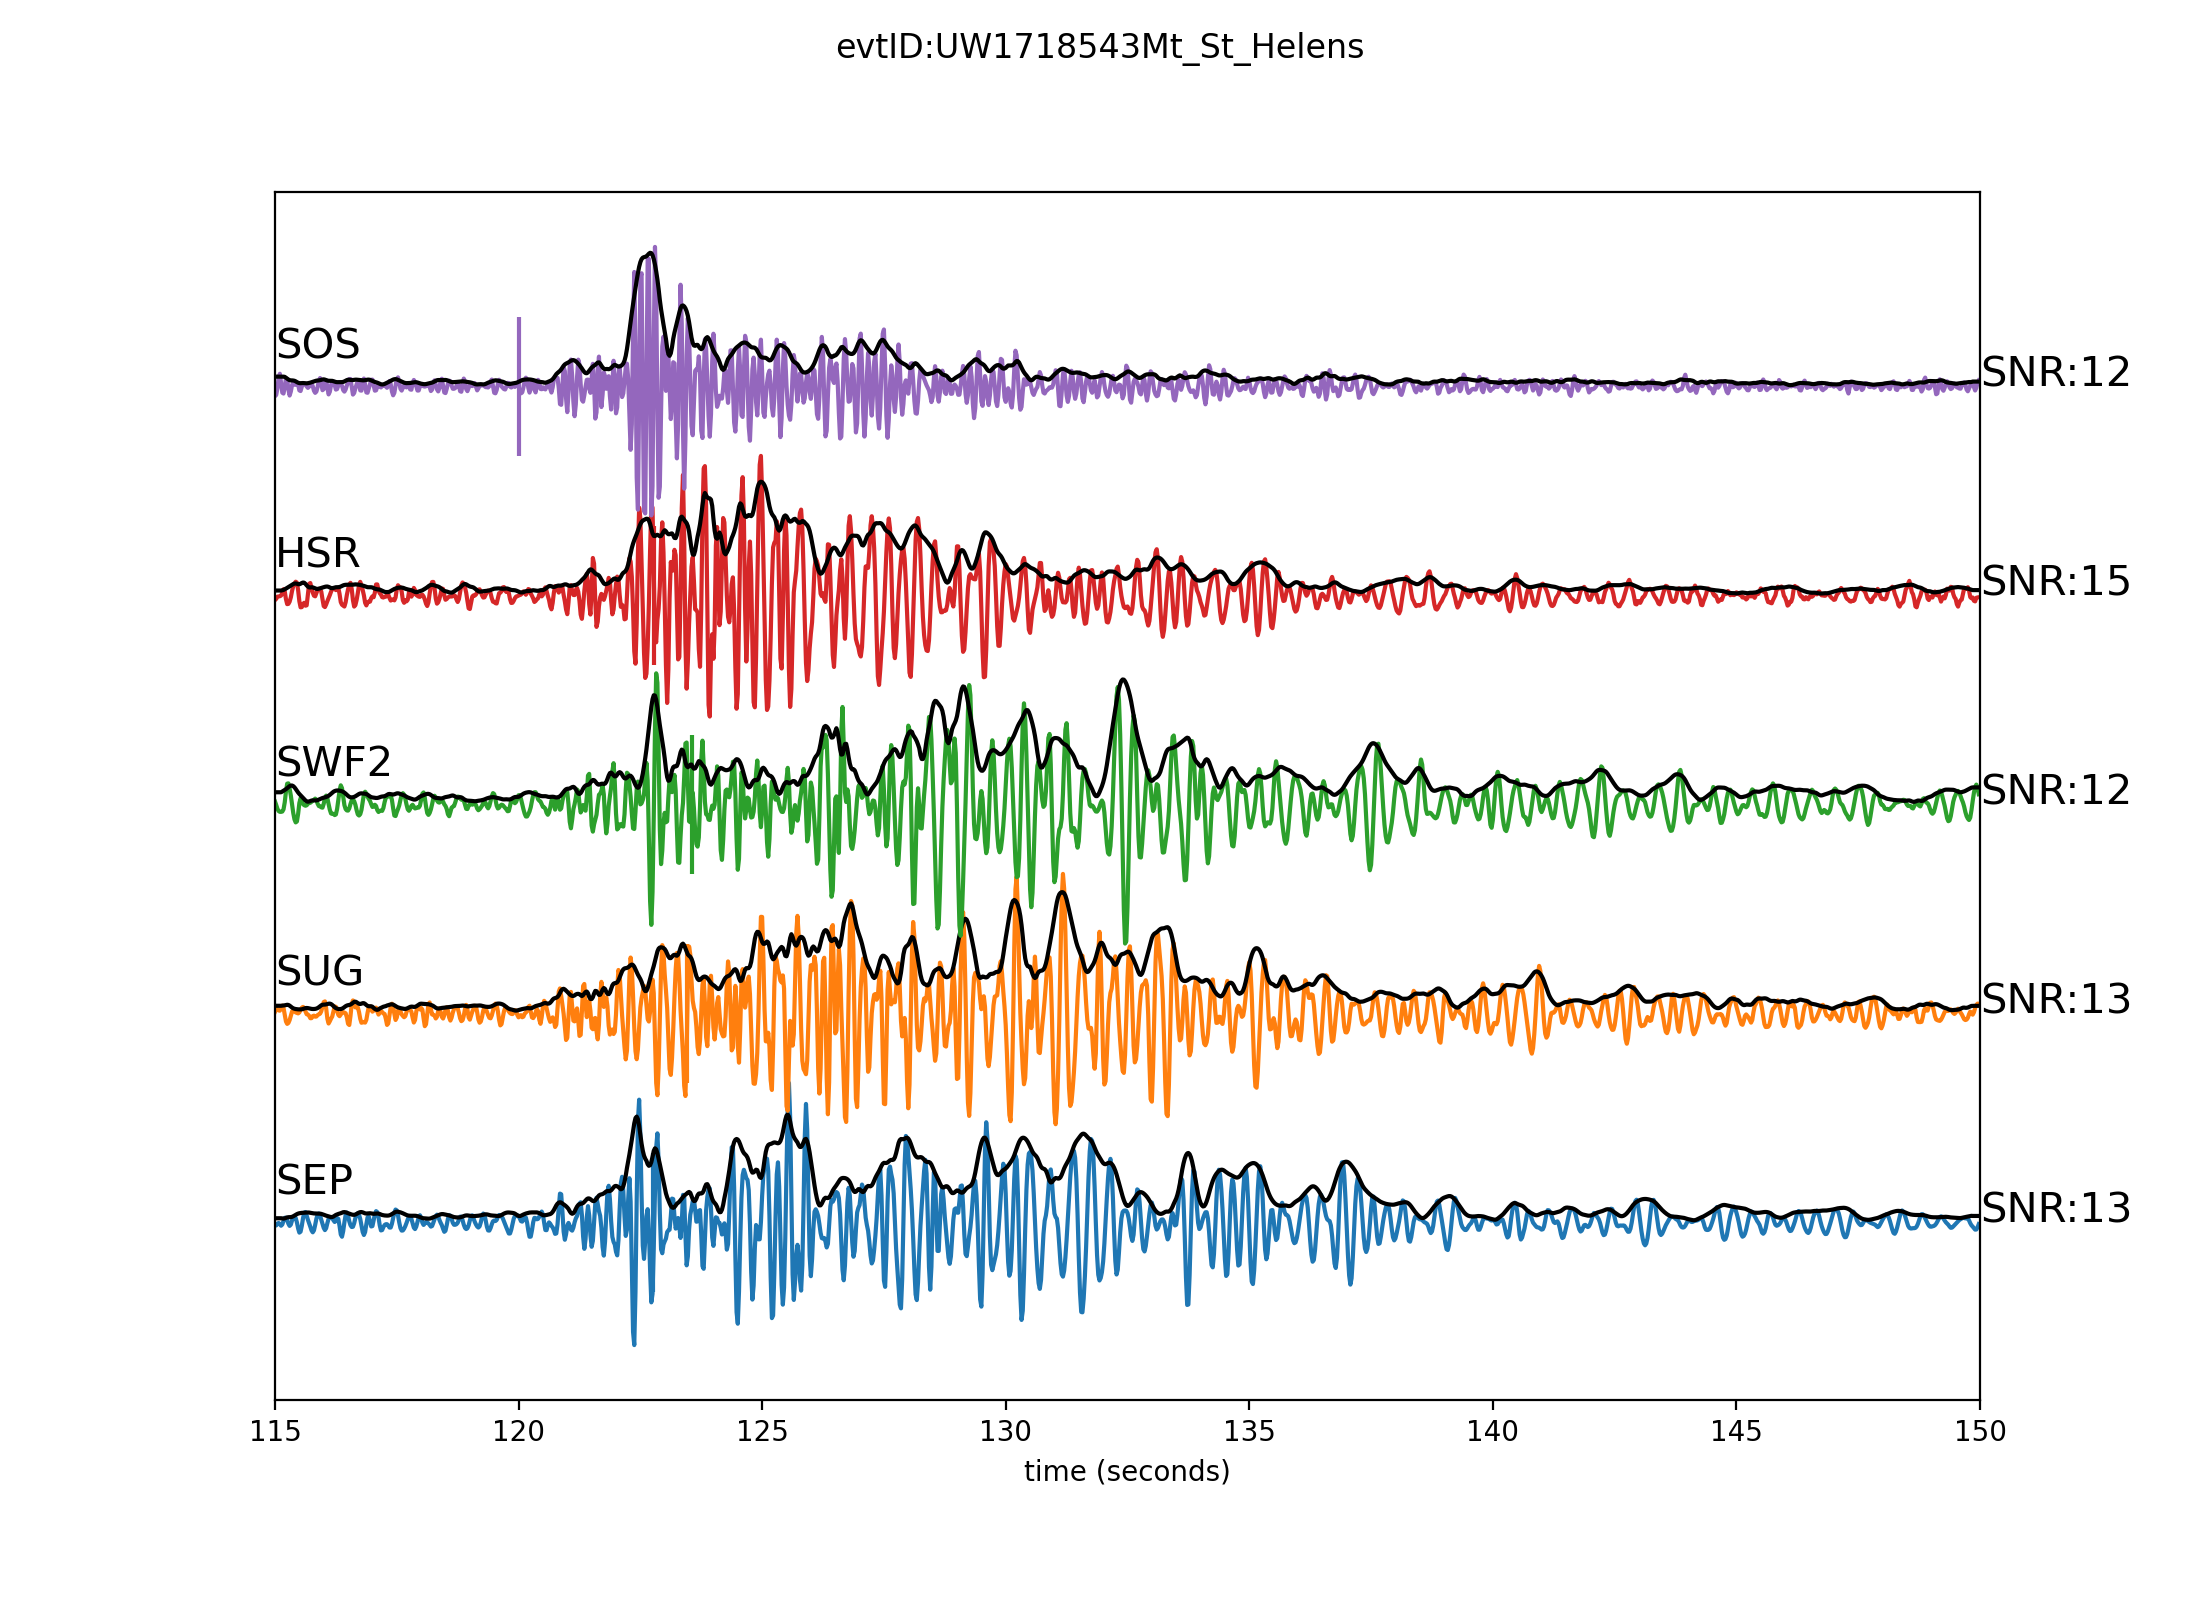 evtID:UW1718543Mt_St_Helens
SOS
SNR:12
HSR
SNR:15
SWF2
SNR:12
SUG
SNR:13
SEP
SNR:13
115 120 125 130 135 140 145 150
time (seconds)